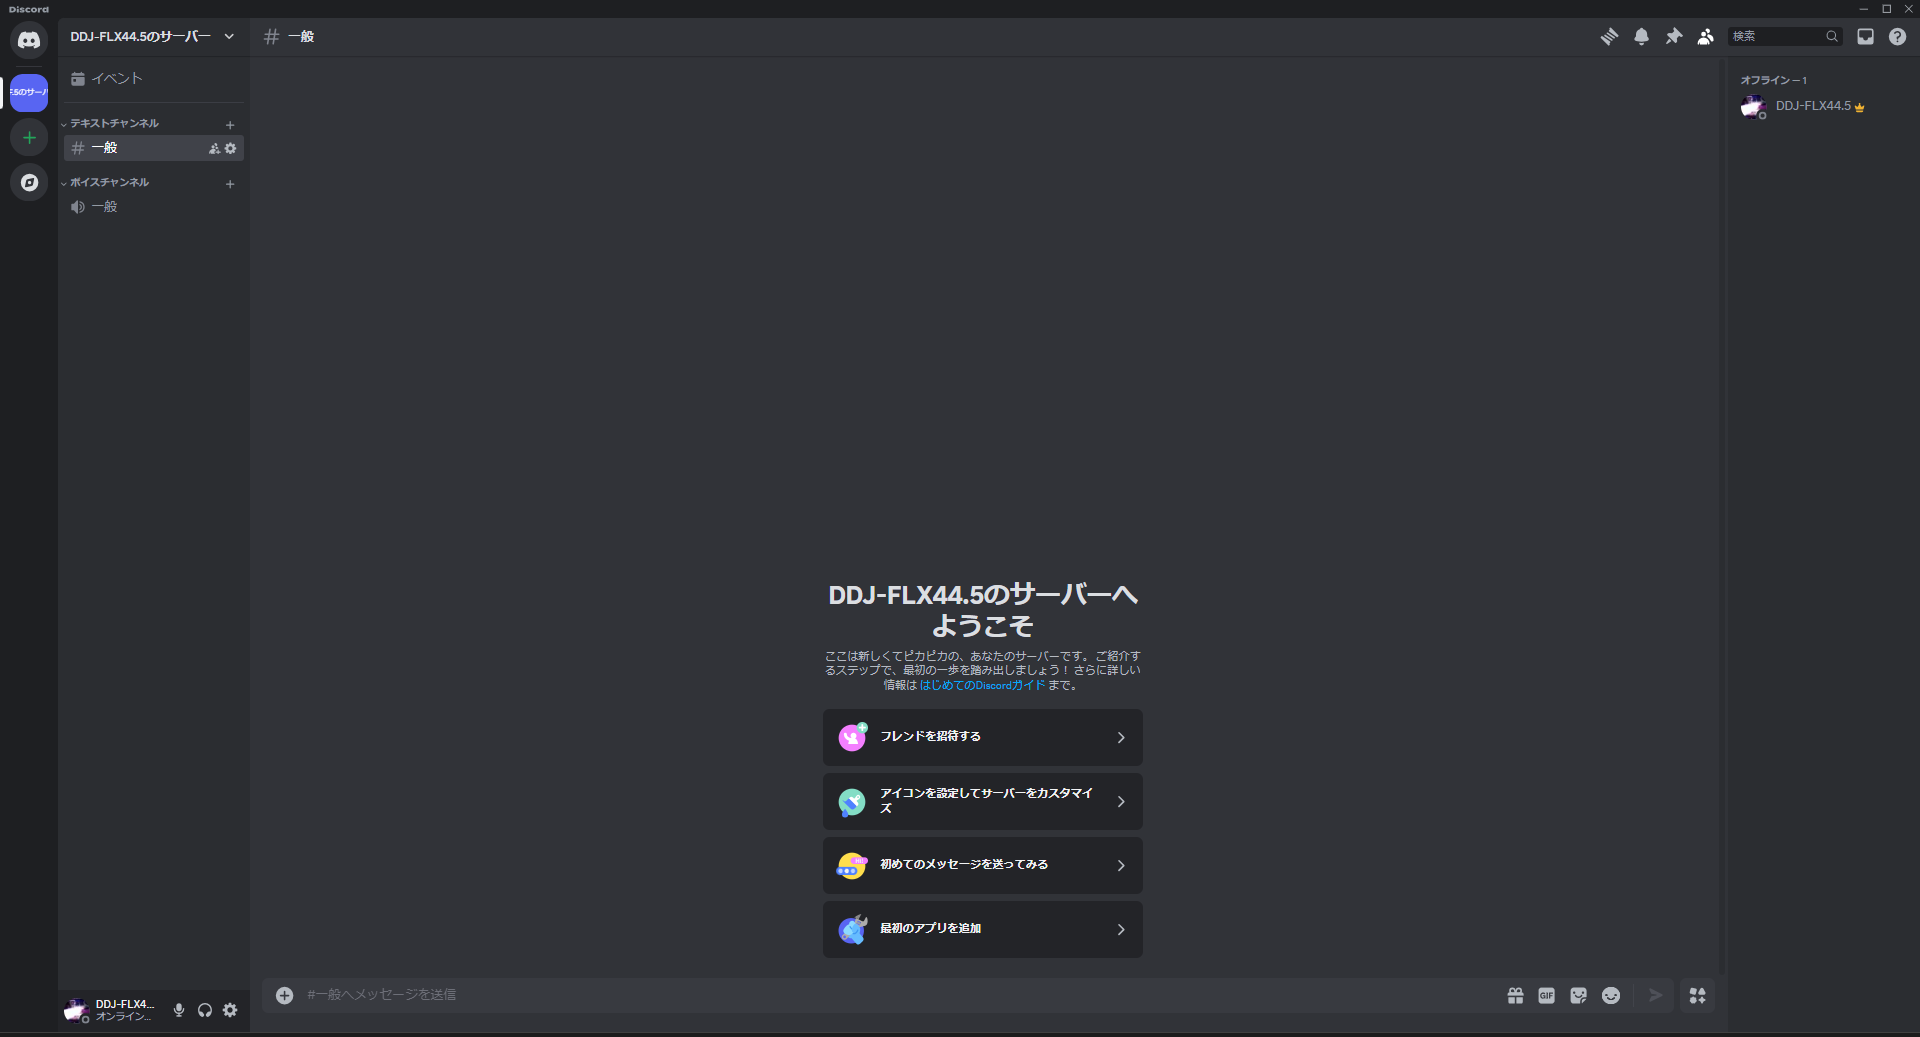 Discord
DDJ-FLX44.5のサーバー
一般
検索
イベント
F.5のサーバ
テキストチャンネル
一般
ボイスチャンネル
一般
オフライン — 1
DDJ-FLX44.5
DDJ-FLX44.5のサーバーへ
ようこそ
ここは新しくてピカピカの、あなたのサーバーです。ご紹介す
るステップで、最初の一歩を踏み出しましょう！さらに詳しい
情報は はじめてのDiscordガイド まで。
フレンドを招待する
アイコンを設定してサーバーをカスタマイ
ズ
初めてのメッセージを送ってみる
最初のアプリを追加
DDJ-FLX4...
オンライン...
#一般へメッセージを送信
GIF